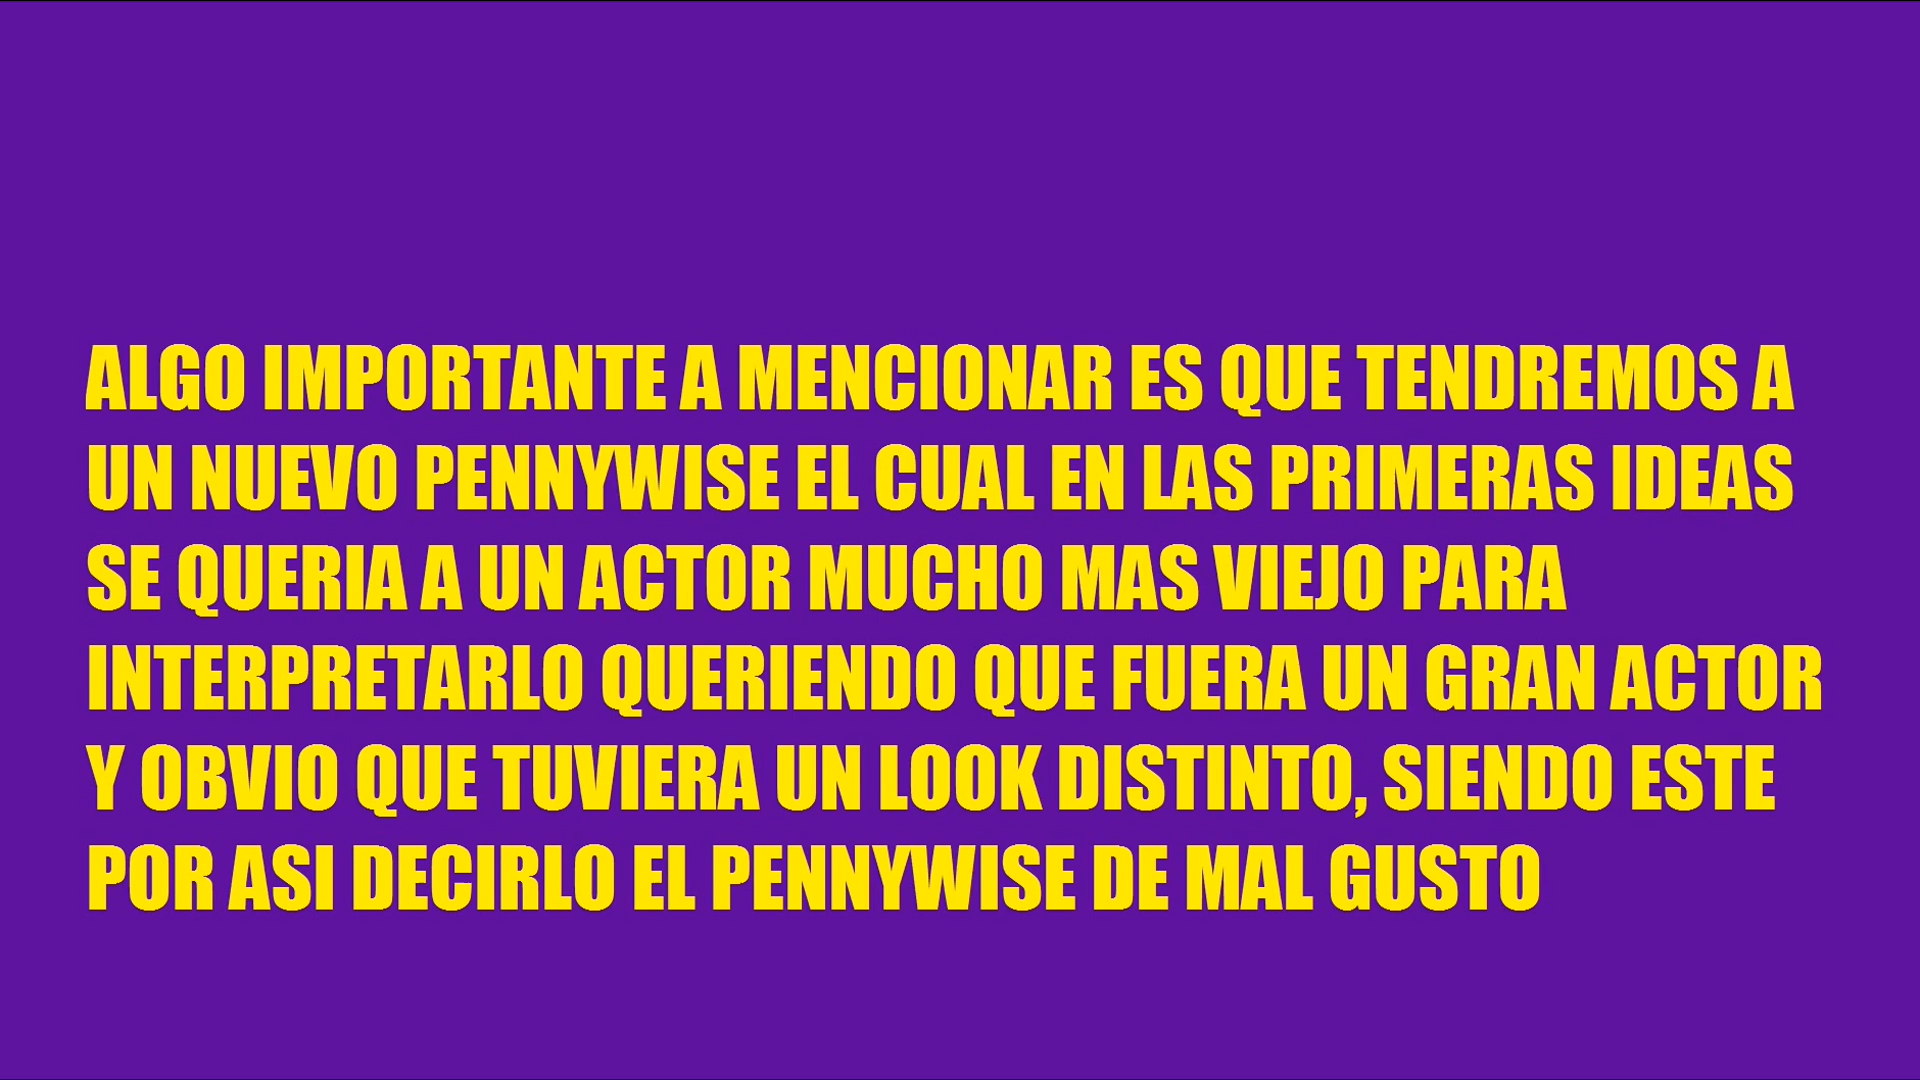 ALGO IMPORTANTE A MENCIONAR ES QUE TENDREMOS A
UN NUEVO PENNYWISE EL CUAL EN LAS PRIMERAS IDEAS
SE QUERIA A UN ACTOR MUCHO MAS VIEJO PARA
INTERPRETARLO QUERIENDO QUE FUERA UN GRAN ACTOR
Y OBVIO QUE TUVIERA UN LOOK DISTINTO, SIENDO ESTE
POR ASI DECIRLO EL PENNYWISE DE MAL GUSTO